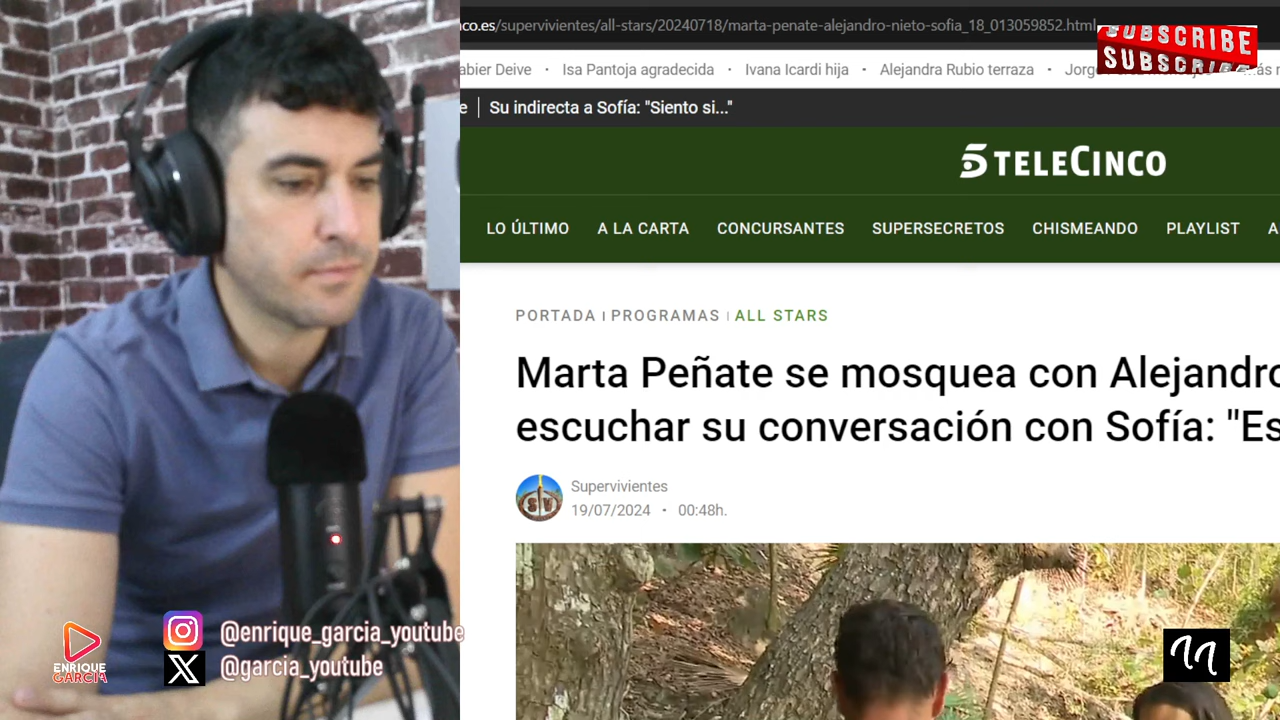 co.es/supervivientes/all-stars/20240718/marta-penate-alejandro-nieto-sofia_18_013059852.html
SUBSCRIBE
SUBSCRIBE
abier Deive • Isa Pantoja agradecida • Ivana Icardi hija • Alejandra Rubio terraza • Jorg
e | Su indirecta a Sofía: "Siento si..."
5 TELECINCO
LO ÚLTIMO A LA CARTA CONCURSANTES SUPERSECRETOS CHISMEANDO PLAYLIST A
PORTADA | PROGRAMAS | ALL STARS
Marta Peñate se mosquea con Alejandro
escuchar su conversación con Sofía: "Es
Supervivientes
19/07/2024 • 00:48h.
SV
@enrique_garcia_youtube
@garcia_youtube
ENRIQUE
GARCIA